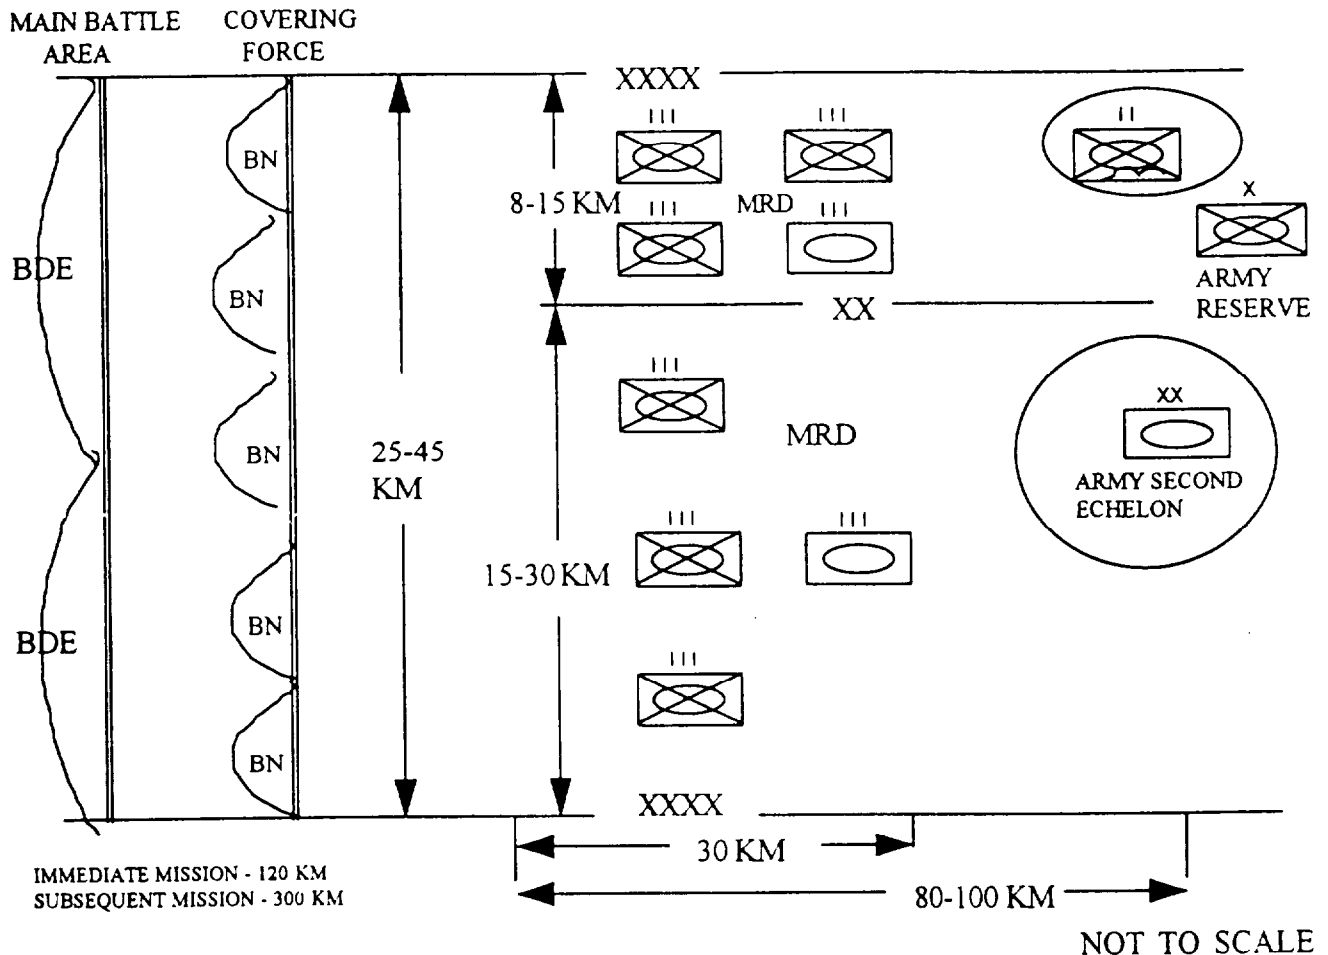 MAIN BATTLE
AREA
COVERING
FORCE
XXXX
III
III
II
BN
8-15 KM
MRD
III
III
X
BDE
BN
ARMY
RESERVE
XX
III
XX
25-45
KM
BN
MRD
ARMY SECOND
ECHELON
III
III
15-30 KM
BDE
BN
III
BN
XXXX
30 KM
IMMEDIATE MISSION - 120 KM
SUBSEQUENT MISSION - 300 KM
80-100 KM
NOT TO SCALE